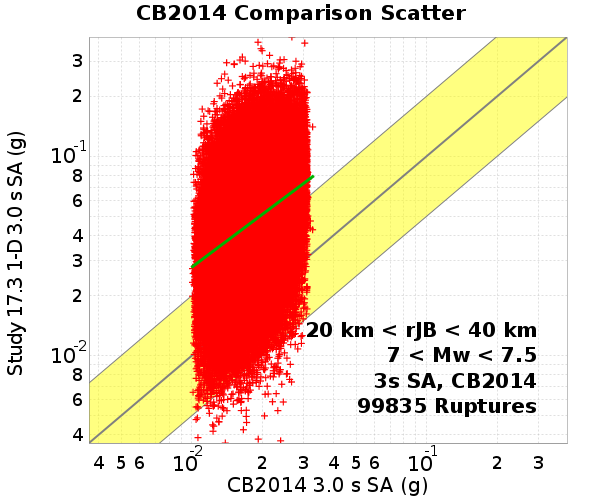 CB2014 Comparison Scatter
Study 17.3 1-D 3.0 s SA (g)
3
2
10-1
8
6
4
3
2
10-2
8
6
4
20 km < rJB < 40 km
7 < Mw < 7.5
3s SA, CB2014
99835 Ruptures
4 5 6 10-2 2 3 4 5 6 10-1 2 3
CB2014 3.0 s SA (g)